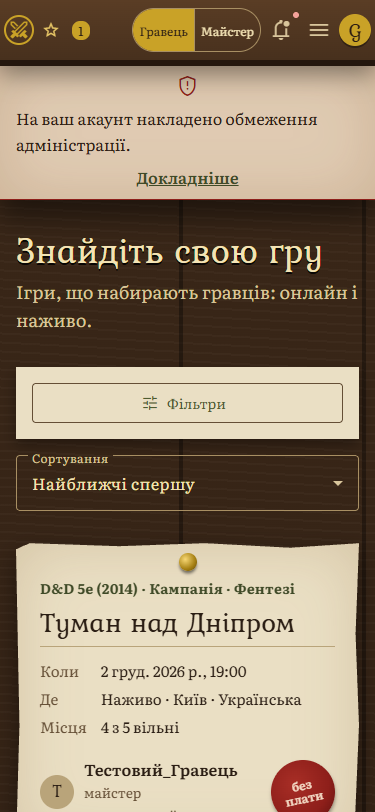 1
Гравець
Майстер
G
На ваш акаунт накладено обмеження
адміністрації.
Докладніше
Знайдіть свою гру
Ігри, що набирають гравців: онлайн і
наживо.
Фільтри
Сортування
Найближчі спершу
D&D 5e (2014) · Кампанія · Фентезі
Туман над Дніпром
Коли 2 груд. 2026 р., 19:00
Де Наживо · Київ · Україна
Місця 4 з 5 вільні
Т
Тестовий_Гравець
майстер
без
плати